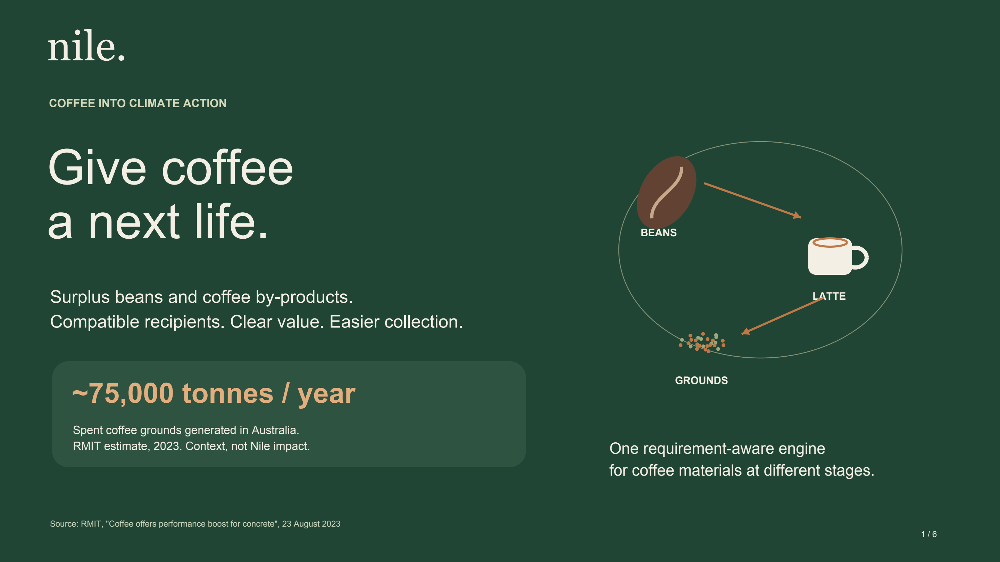 nile.
COFFEE INTO CLIMATE ACTION
Give coffee
a next life.
Surplus beans and coffee by-products.
Compatible recipients. Clear value. Easier collection.
~75,000 tonnes / year
Spent coffee grounds generated in Australia.
RMIT estimate, 2023. Context, not Nile impact.
Source: RMIT, "Coffee offers performance boost for concrete", 23 August 2023
BEANS
LATTE
GROUNDS
One requirement-aware engine
for coffee materials at different stages.
1 / 6